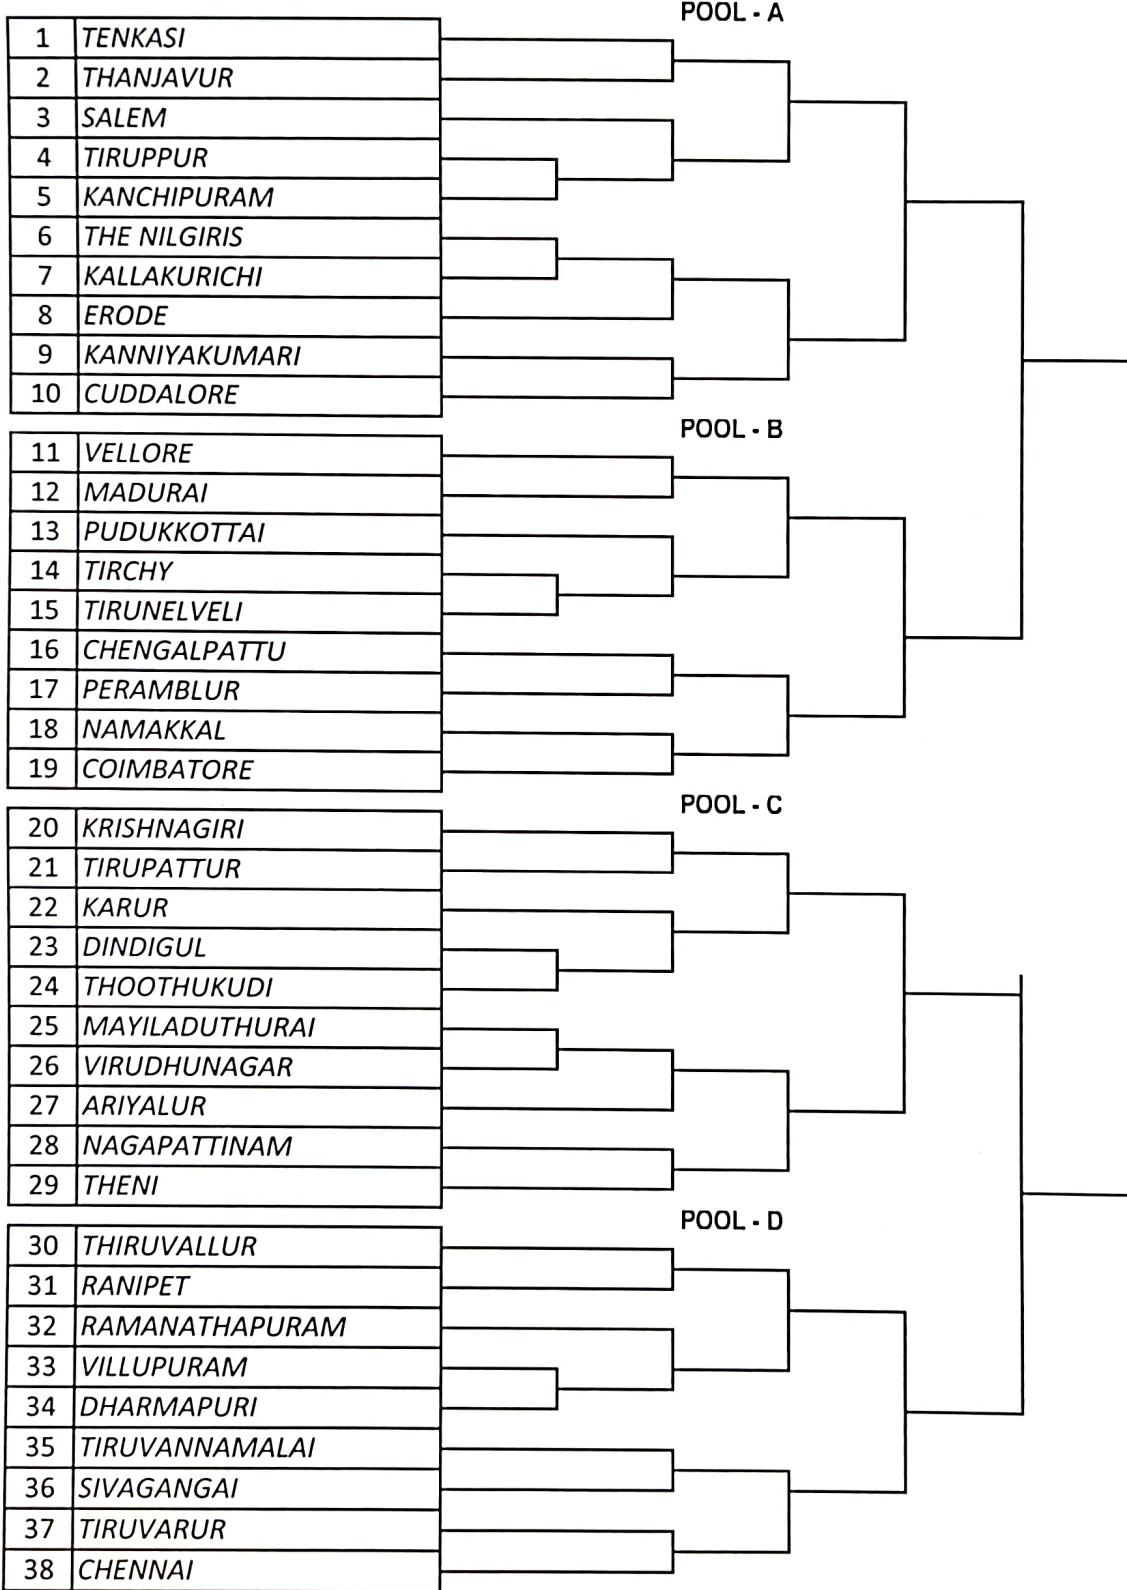 POOL - A
1 TENKASI
2 THANJAVUR
3 SALEM
4 TIRUPPUR
5 KANCHIPURAM
6 THE NILGIRIS
7 KALLAKURICHI
8 ERODE
9 KANNIYAKUMARI
10 CUDDALORE
POOL - B
11 VELLORE
12 MADURAI
13 PUDUKKOTTAI
14 TIRCHY
15 TIRUNELVELI
16 CHENGALPATTU
17 PERAMBLUR
18 NAMAKKAL
19 COIMBATORE
POOL - C
20 KRISHNAGIRI
21 TIRUPATTUR
22 KARUR
23 DINDIGUL
24 THOOTHUKUDI
25 MAYILADUTHURAI
26 VIRUDHUNAGAR
27 ARIYALUR
28 NAGAPATTINAM
29 THENI
POOL - D
30 THIRUVALLUR
31 RANIPET
32 RAMANATHAPURAM
33 VILLUPURAM
34 DHARMAPURI
35 TIRUVANNAMALAI
36 SIVAGANGAI
37 TIRUVARUR
38 CHENNAI